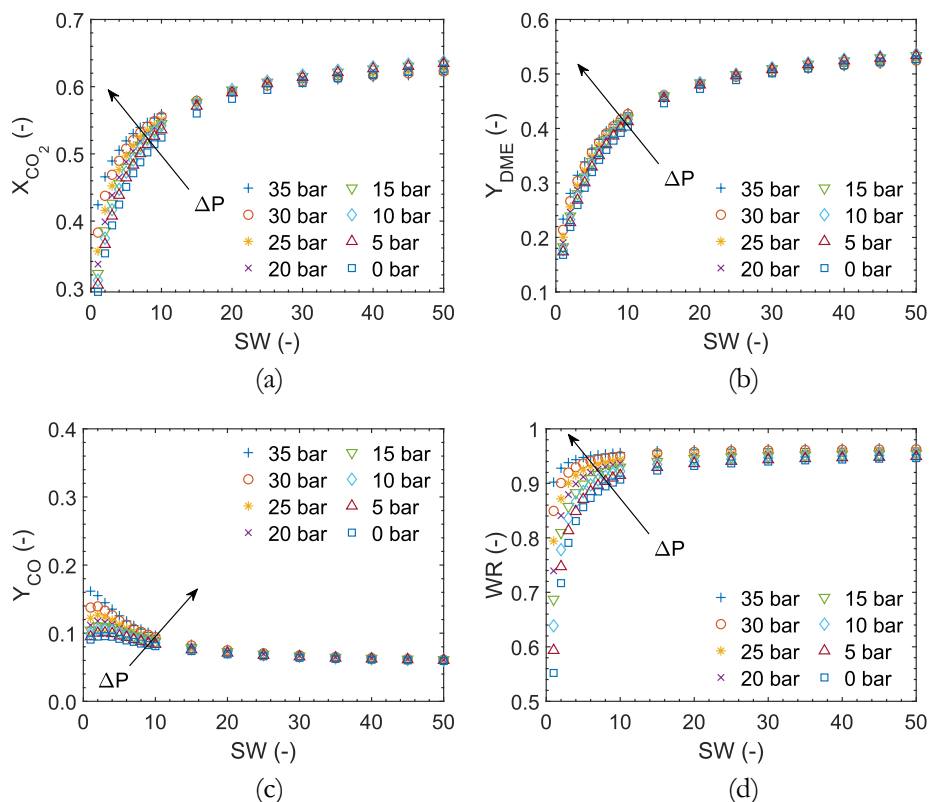 0.7
0.6
0.5
0.4
0.3
X_CO2 (-)
ΔP
35 bar 15 bar
30 bar 10 bar
25 bar 5 bar
20 bar 0 bar
0 10 20 30 40 50
SW (-)
(a)
0.6
0.5
0.4
0.3
0.2
0.1
Y_DME (-)
ΔP
35 bar 15 bar
30 bar 10 bar
25 bar 5 bar
20 bar 0 bar
0 10 20 30 40 50
SW (-)
(b)
0.4
0.3
0.2
0.1
0.0
Y_CO (-)
35 bar 15 bar
30 bar 10 bar
25 bar 5 bar
20 bar 0 bar
ΔP
0 10 20 30 40 50
SW (-)
(c)
1
0.9
0.8
0.7
0.6
0.5
WR (-)
ΔP
35 bar 15 bar
30 bar 10 bar
25 bar 5 bar
20 bar 0 bar
0 10 20 30 40 50
SW (-)
(d)